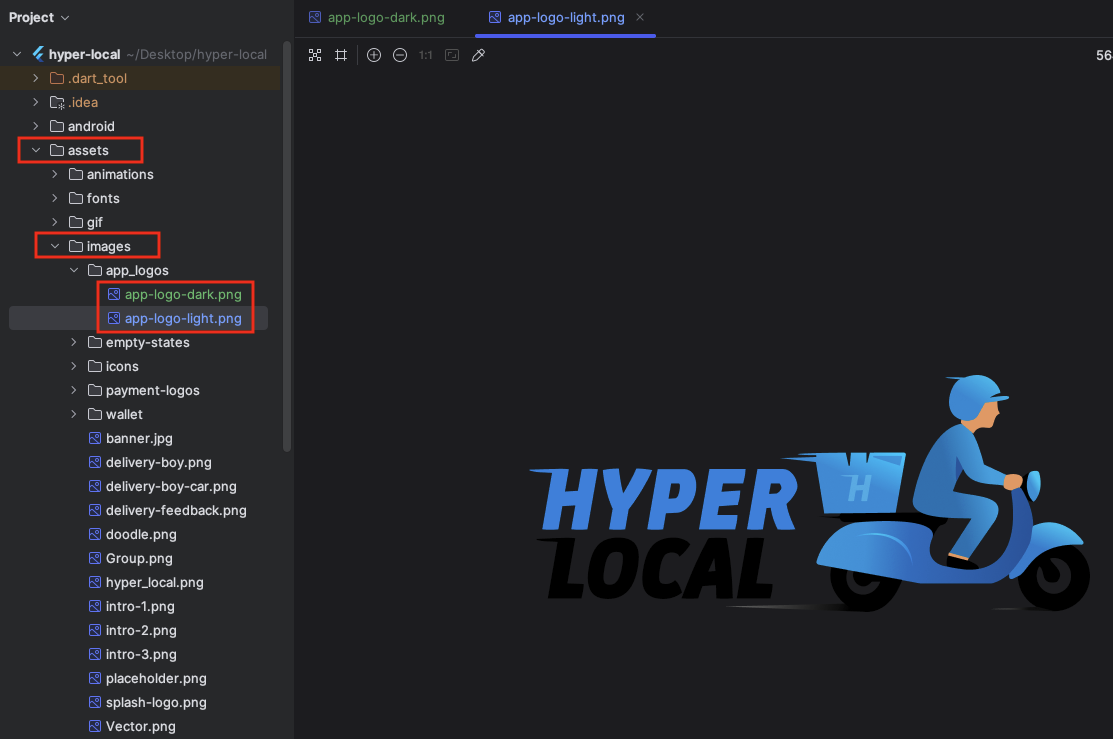 Project
app-logo-dark.png
app-logo-light.png
hyper-local ~/Desktop/hyper-local
1:1
56
.dart_tool
.idea
android
assets
animations
fonts
gif
images
app_logos
app-logo-dark.png
app-logo-light.png
empty-states
icons
payment-logos
wallet
banner.jpg
delivery-boy.png
delivery-boy-car.png
delivery-feedback.png
doodle.png
Group.png
hyper_local.png
intro-1.png
intro-2.png
intro-3.png
placeholder.png
splash-logo.png
Vector.png
HYPER
LOCAL
H